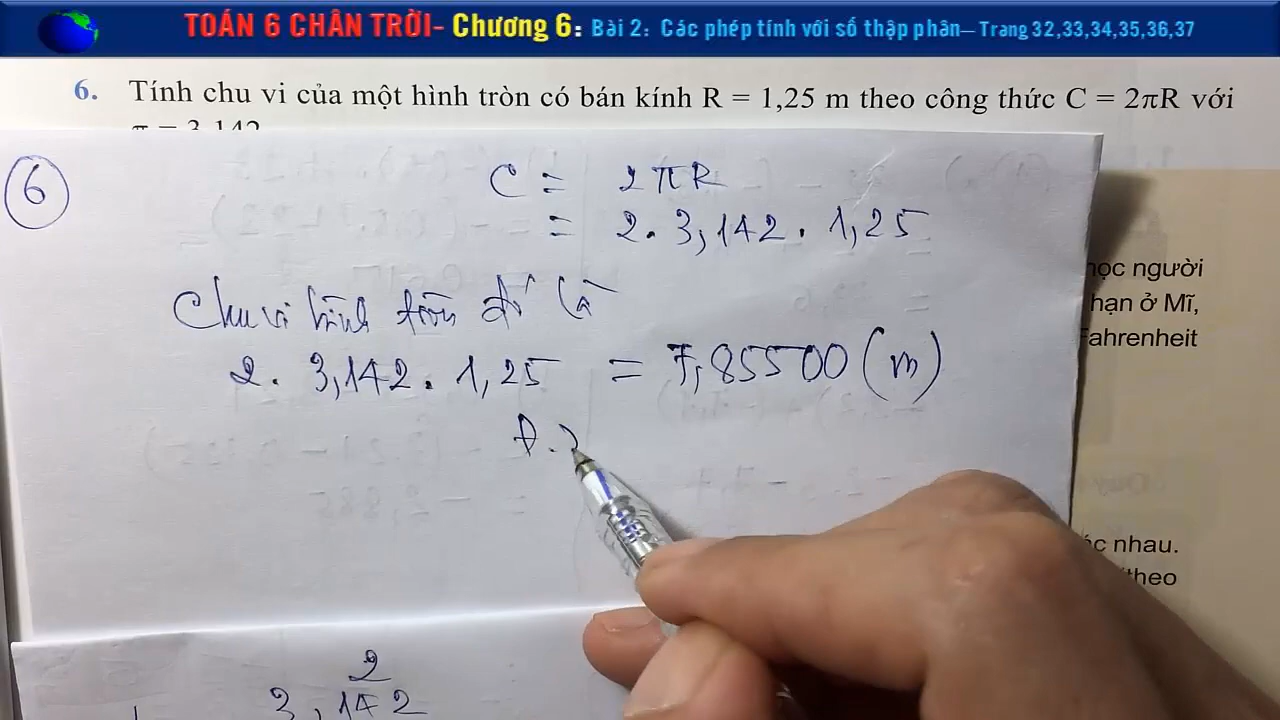 TOÁN 6 CHÂN TRỜI- Chương 6: Bài 2: Các phép tính với số thập phân– Trang 32,33,34,35,36,37
6. Tính chu vi của một hình tròn có bán kính R = 1,25 m theo công thức C = 2πR với
π = 3,142
6
C = 2πR
= 2 . 3,142 . 1,25
Chu vi hình tròn đó là
2 . 3,142 . 1,25 = 7,85500 (m)
Đ.
học người
hạn ở Mĩ,
Fahrenheit
ác nhau.
theo
2
3,142